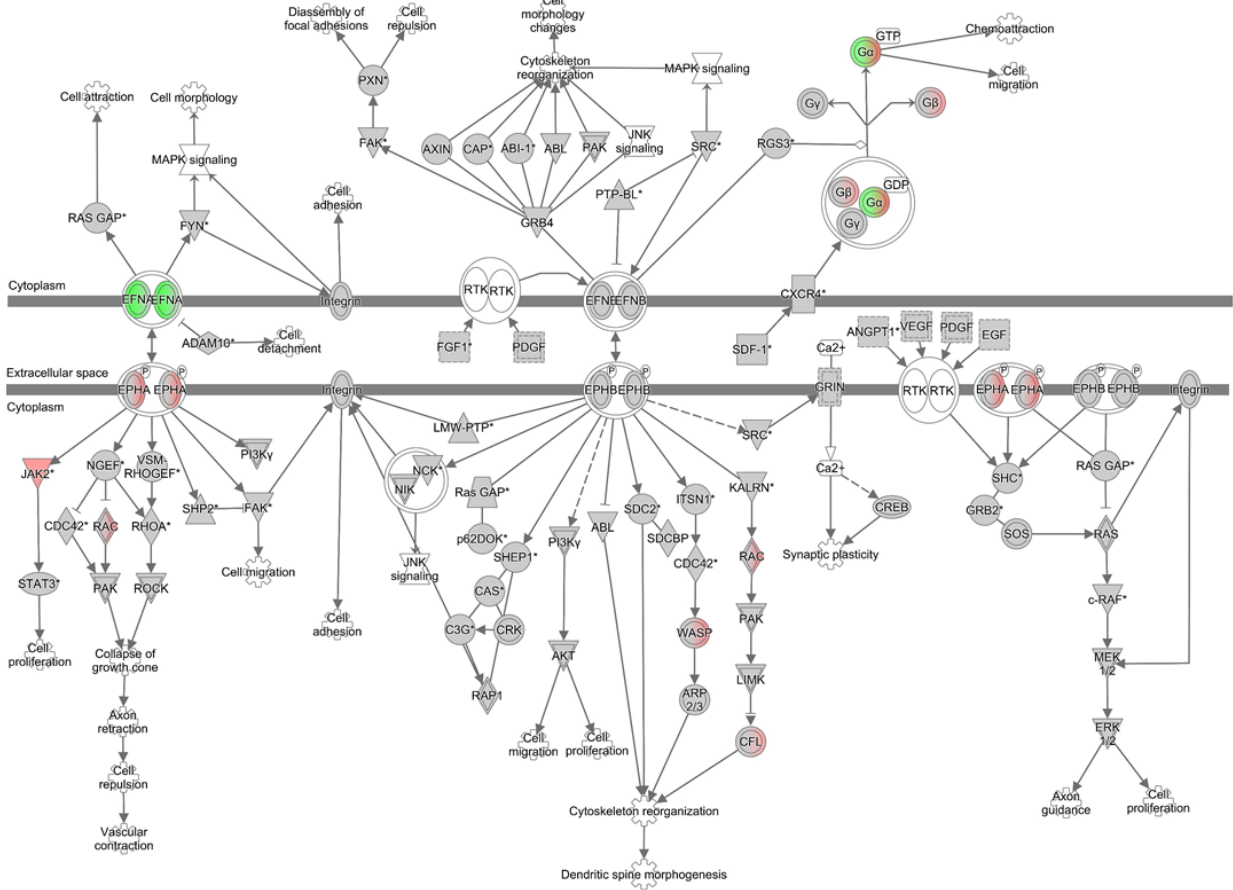 Diassembly of
focal adhesions
Cell
repulsion
Cell
morphology
changes
GTP
Gα
Chemoattraction
Cell
migration
PXN*
Cytoskeleton
reorganization
MAPK signaling
Cell attraction
Cell morphology
Gγ
Gβ
FAK*
AXIN
CAP*
ABI-1*
ABL
PAK
JNK
signaling
SRC*
RGS3*
MAPK signaling
Cell
adhesion
PTP-BL*
Gβ
GDP
Gα
Gγ
RAS GAP*
FYN*
GRB4
Cytoplasm
EFNA
EFNA
Integrin
RTK
RTK
EFNB
EFNB
CXCR4*
ADAM10*
Cell
detachment
FGF1*
PDGF
SDF-1*
Ca2+
ANGPT1*
VEGF
PDGF
EGF
Extracellular space
P
P
P
P
P
P
P
P
EPHA
EPHA
Integrin
EPHB
EPHB
GRIN
RTK
RTK
EPHA
EPHA
EPHB
EPHB
Integrin
Cytoplasm
LMW-PTP*
SRC*
JAK2*
NGEF*
VSM-
RHOGEF*
PI3Kγ
NCK*
NIK
Ca2+
RAS GAP*
SHC*
SHP2*
FAK*
Ras GAP*
SDC2*
ITSN1*
KALRN*
CREB
GRB2*
CDC42*
RAC
RHOA*
p62DOK*
PI3Kγ
ABL
SDCBP
SOS
RAS
Cell migration
JNK
signaling
SHEP1*
CDC42*
RAC
Synaptic plasticity
STAT3*
PAK
ROCK
CAS*
c-RAF*
Cell
adhesion
C3G*
CRK
WASP
PAK
Cell
proliferation
Collapse of
growth cone
AKT
MEK
1/2
RAP1
ARP
2/3
LIMK
Axon
retraction
Cell
migration
Cell
proliferation
CFL
ERK
1/2
Cell
repulsion
Cytoskeleton reorganization
Axon
guidance
Cell
proliferation
Vascular
contraction
Dendritic spine morphogenesis